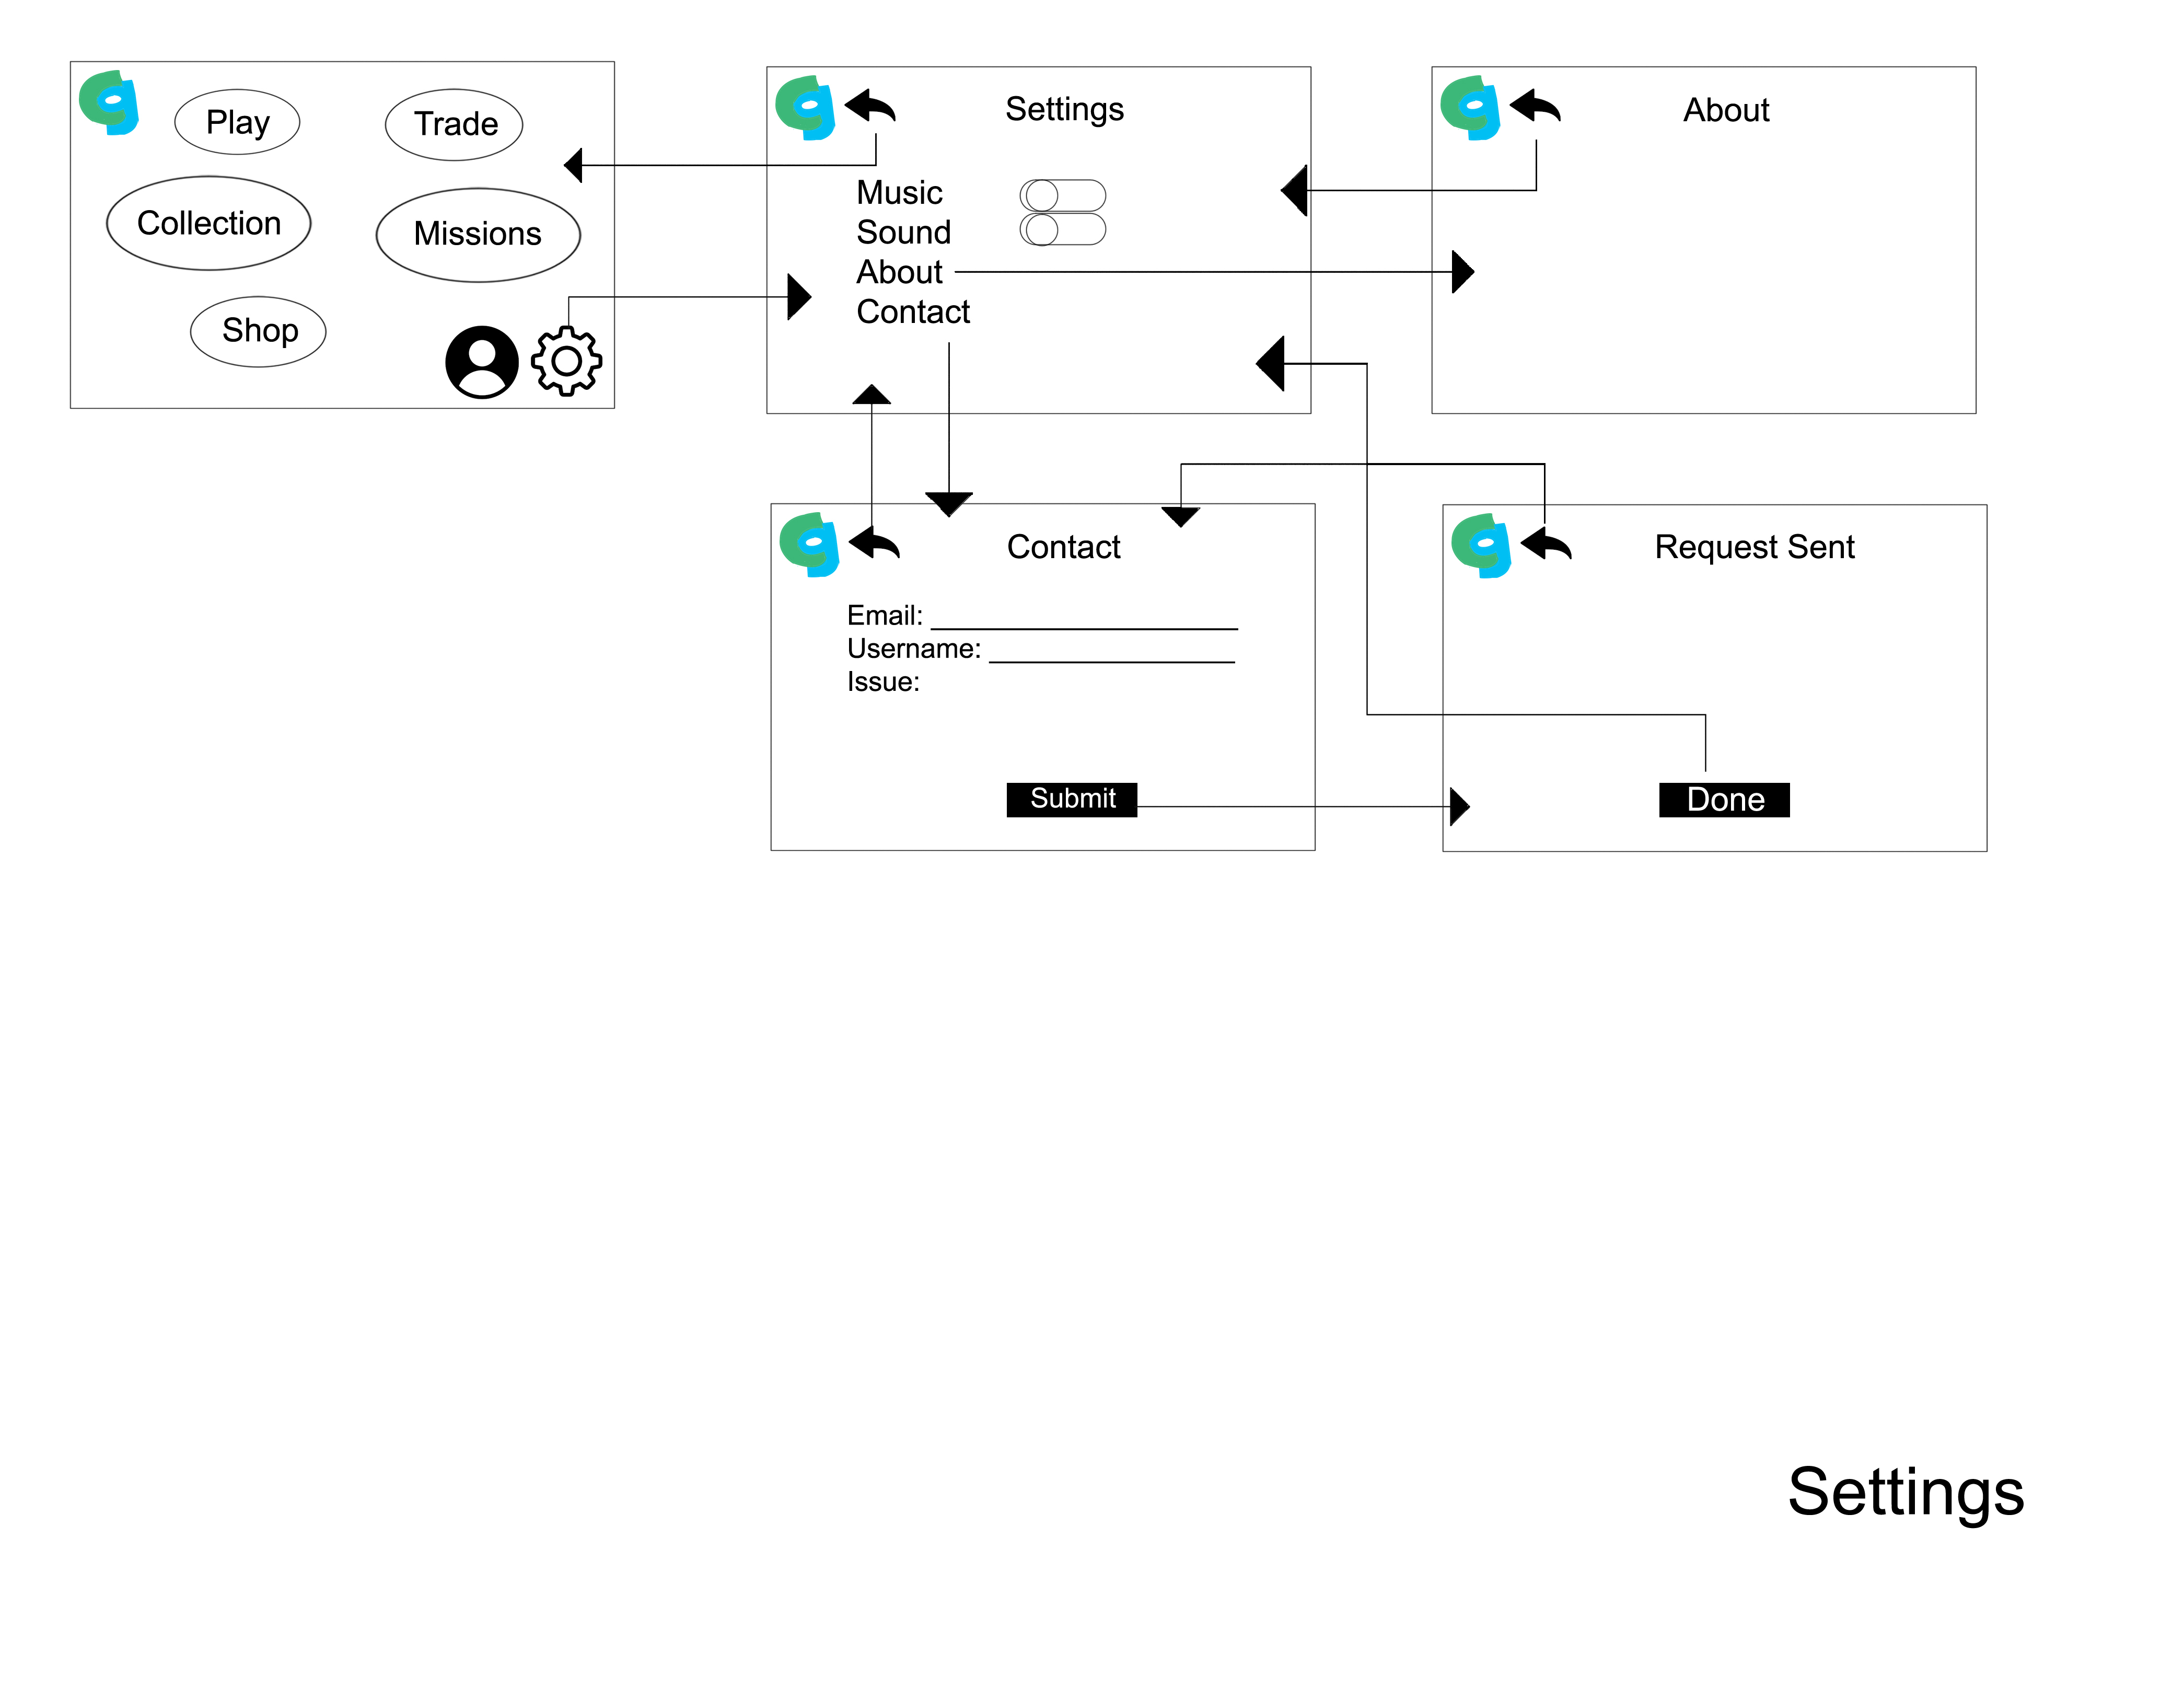 Play
Trade
Collection
Missions
Shop
Settings
Music
Sound
About
Contact
About
Contact
Email:
Username:
Issue:
Submit
Request Sent
Done
Settings